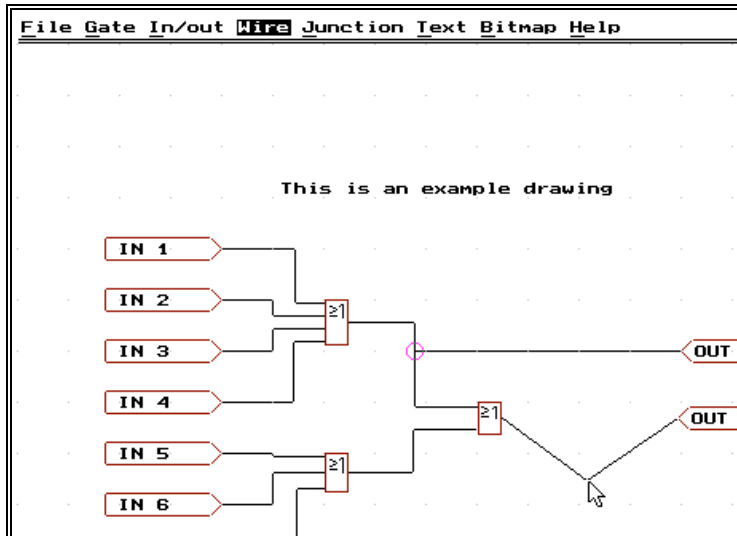 File Gate In/out Wire Junction Text Bitmap Help
This is an example drawing
IN 1
IN 2
≥1
IN 3
OUT
IN 4
≥1
OUT
IN 5
≥1
IN 6